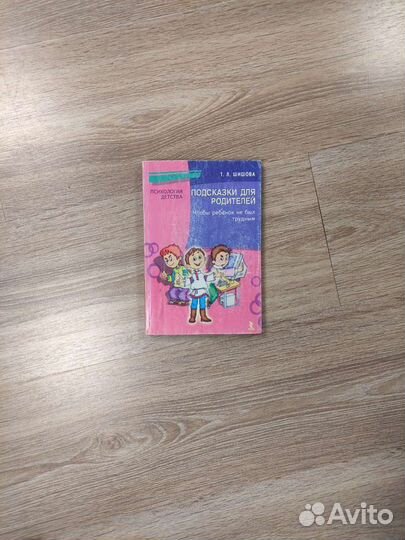 Т. Л. ШИШОВА
ПСИХОЛОГИЯ
ДЕТСТВА
ПОДСКАЗКИ ДЛЯ
РОДИТЕЛЕЙ
Чтобы ребенок не был
трудным
Avito